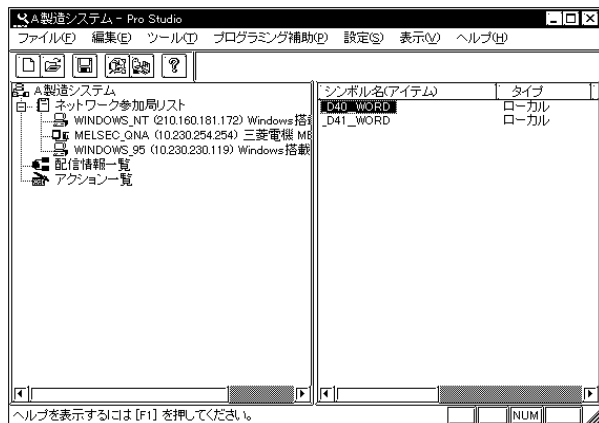 A製造システム - Pro Studio
ファイル(F) 編集(E) ツール(T) プログラミング補助(P) 設定(S) 表示(V) ヘルプ(H)
A製造システム
ネットワーク参加局リスト
WINDOWS_NT (210.160.181.172) Windows搭
MELSEC_QNA (10.230.254.254) 三菱電機 ME
WINDOWS_95 (10.230.230.119) Windows搭載
配信情報一覧
アクション一覧
シンボル名(アイテム) タイプ
_D40__WORD ローカル
_D41__WORD ローカル
ヘルプを表示するには [F1] を押してください。 NUM